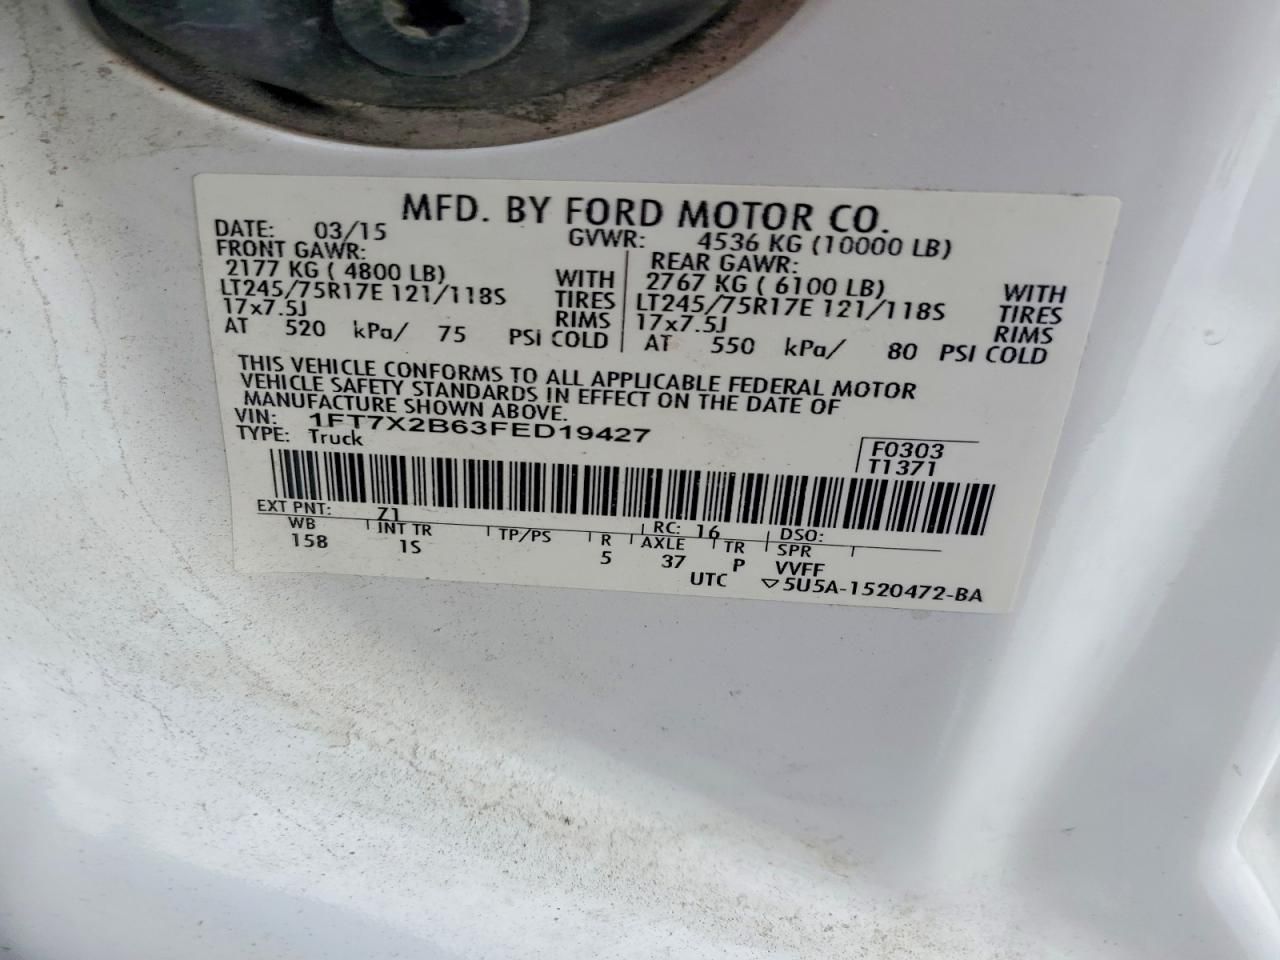 MFD. BY FORD MOTOR CO.
DATE: 03/15 GVWR: 4536 KG (10000 LB)
FRONT GAWR: REAR GAWR:
2177 KG ( 4800 LB) WITH 2767 KG ( 6100 LB) WITH
LT245/75R17E 121/118S TIRES LT245/75R17E 121/118S TIRES
17x7.5J RIMS 17x7.5J RIMS
AT 520 kPa/ 75 PSI COLD AT 550 kPa/ 80 PSI COLD
THIS VEHICLE CONFORMS TO ALL APPLICABLE FEDERAL MOTOR
VEHICLE SAFETY STANDARDS IN EFFECT ON THE DATE OF
MANUFACTURE SHOWN ABOVE.
VIN: 1FT7X2B63FED19427
TYPE: Truck F0303
T1371
EXT PNT: Z1 RC: 16 DSO:
WB INT TR TP/PS R AXLE TR SPR
158 1S 5 37 P VVFF
UTC ▽5U5A-1520472-BA